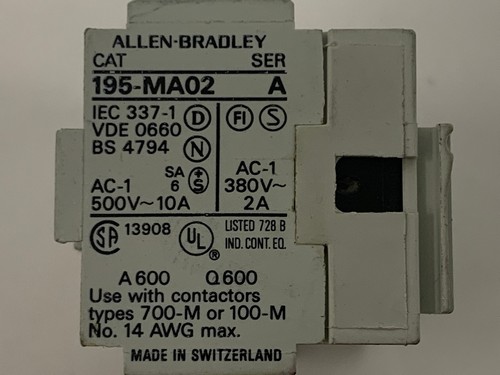 ALLEN-BRADLEY
CAT SER
195-MA02 A
IEC 337-1 D FI S
VDE 0660
BS 4794 N
SA
6 +S
AC-1 AC-1
500V~10A 380V~
2A
SA 13908 UL ® LISTED 728 B
IND. CONT. EQ.
A600 Q600
Use with contactors
types 700-M or 100-M
No. 14 AWG max.
MADE IN SWITZERLAND